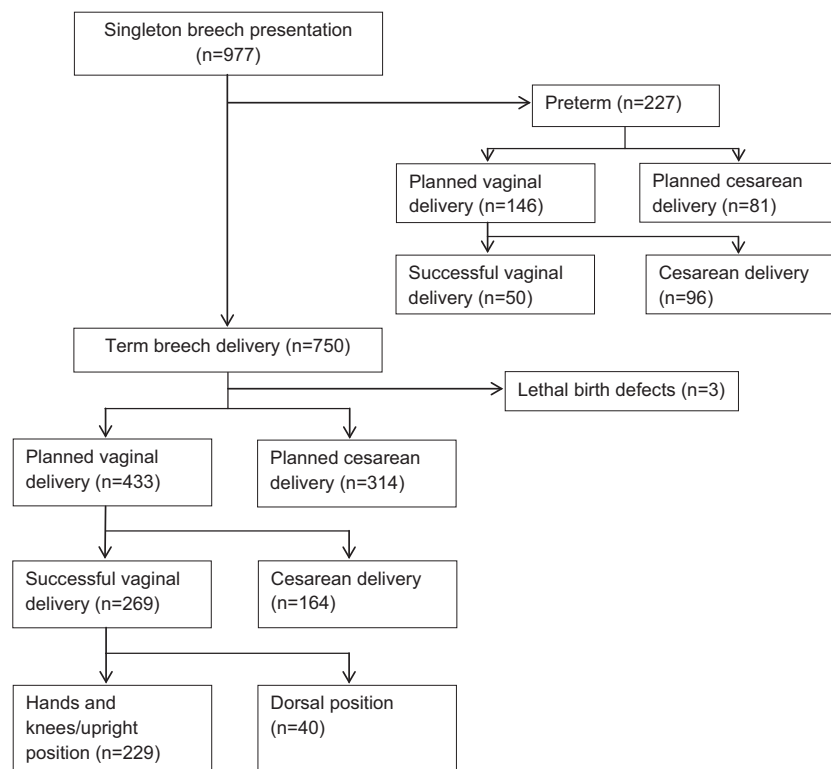 Singleton breech presentation
(n=977)
Preterm (n=227)
Planned vaginal
delivery (n=146)
Planned cesarean
delivery (n=81)
Successful vaginal
delivery (n=50)
Cesarean delivery
(n=96)
Term breech delivery (n=750)
Lethal birth defects (n=3)
Planned vaginal
delivery (n=433)
Planned cesarean
delivery (n=314)
Successful vaginal
delivery (n=269)
Cesarean delivery
(n=164)
Hands and
knees/upright
position (n=229)
Dorsal position
(n=40)